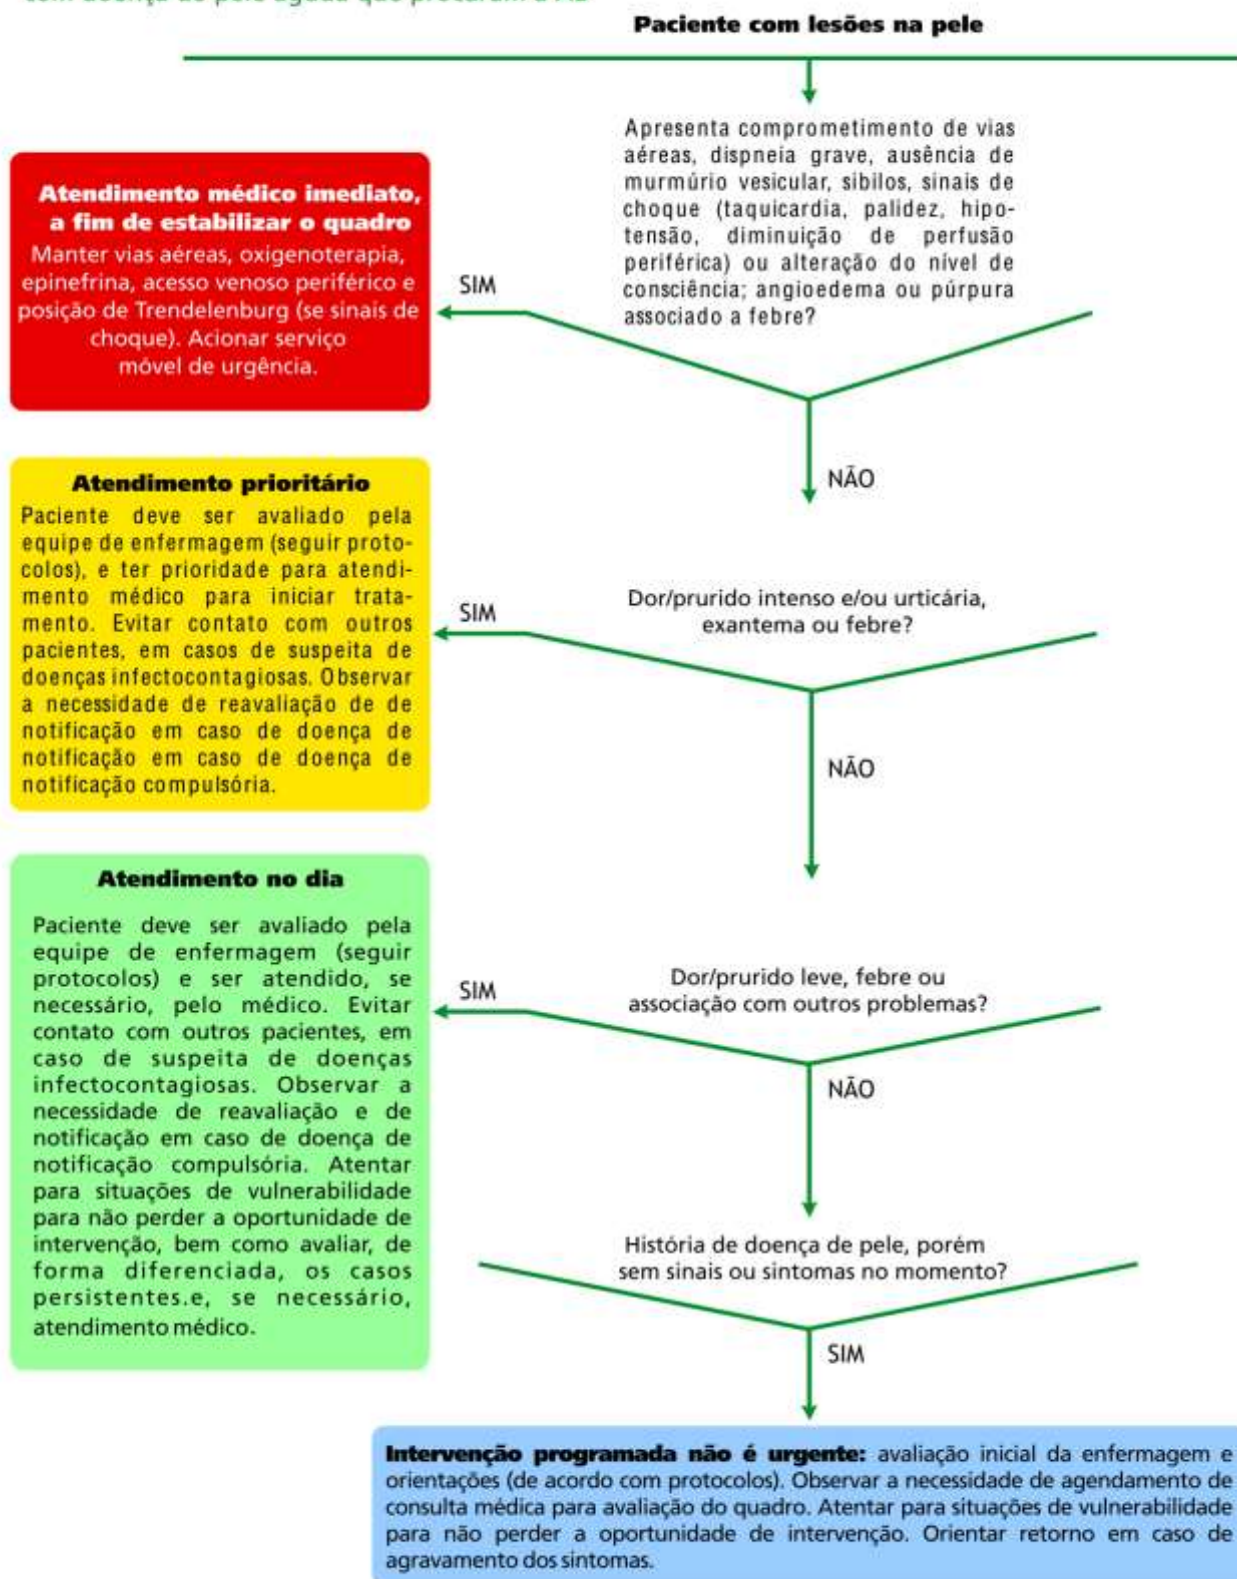 com doença de pele aguda que procuram a AB
Paciente com lesões na pele
Apresenta comprometimento de vias
aéreas, dispneia grave, ausência de
murmúrio vesicular, sibilos, sinais de
choque (taquicardia, palidez, hipo-
tensão, diminuição de perfusão
periférica) ou alteração do nível de
consciência; angioedema ou púrpura
associado a febre?
SIM
Atendimento médico imediato,
a fim de estabilizar o quadro
Manter vias aéreas, oxigenoterapia,
epinefrina, acesso venoso periférico e
posição de Trendelenburg (se sinais de
choque). Acionar serviço
móvel de urgência.
NÃO
Dor/prurido intenso e/ou urticária,
exantema ou febre?
SIM
Atendimento prioritário
Paciente deve ser avaliado pela
equipe de enfermagem (seguir proto-
colos), e ter prioridade para atendi-
mento médico para iniciar trata-
mento. Evitar contato com outros
pacientes, em casos de suspeita de
doenças infectocontagiosas. Observar
a necessidade de reavaliação de de
notificação em caso de doença de
notificação em caso de doença de
notificação compulsória.
NÃO
Dor/prurido leve, febre ou
associação com outros problemas?
SIM
Atendimento no dia
Paciente deve ser avaliado pela
equipe de enfermagem (seguir
protocolos) e ser atendido, se
necessário, pelo médico. Evitar
contato com outros pacientes, em
caso de suspeita de doenças
infectocontagiosas. Observar a
necessidade de reavaliação e de
notificação em caso de doença de
notificação compulsória. Atentar
para situações de vulnerabilidade
para não perder a oportunidade de
intervenção, bem como avaliar, de
forma diferenciada, os casos
persistentes.e, se necessário,
atendimento médico.
NÃO
História de doença de pele, porém
sem sinais ou sintomas no momento?
SIM
Intervenção programada não é urgente: avaliação inicial da enfermagem e
orientações (de acordo com protocolos). Observar a necessidade de agendamento de
consulta médica para avaliação do quadro. Atentar para situações de vulnerabilidade
para não perder a oportunidade de intervenção. Orientar retorno em caso de
agravamento dos sintomas.